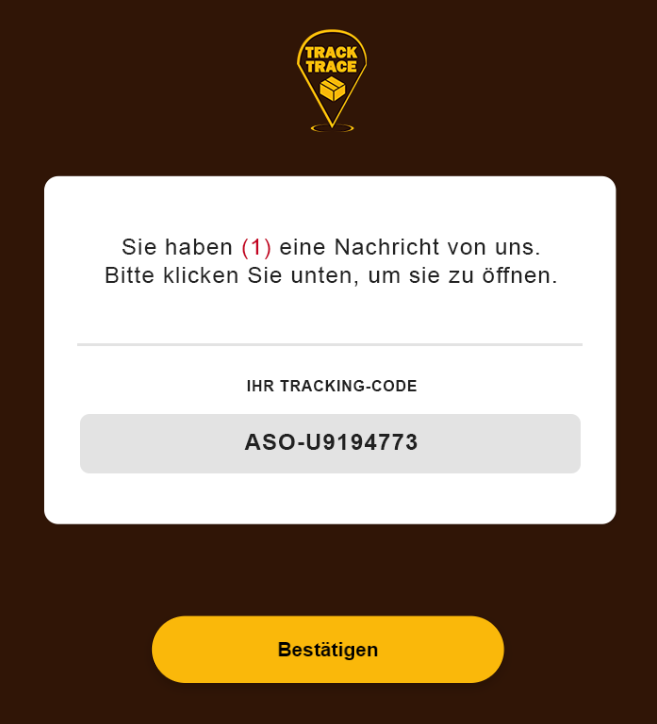 TRACK
TRACE
Sie haben (1) eine Nachricht von uns.
Bitte klicken Sie unten, um sie zu öffnen.
IHR TRACKING-CODE
ASO-U9194773
Bestätigen